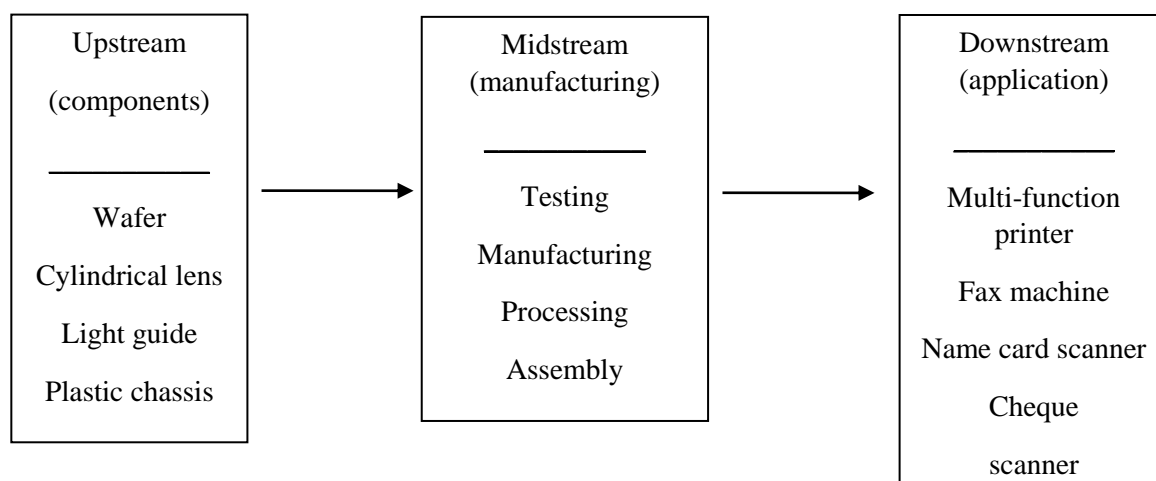 Upstream
(components)
Wafer
Cylindrical lens
Light guide
Plastic chassis
Midstream
(manufacturing)
Testing
Manufacturing
Processing
Assembly
Downstream
(application)
Multi-function
printer
Fax machine
Name card scanner
Cheque
scanner